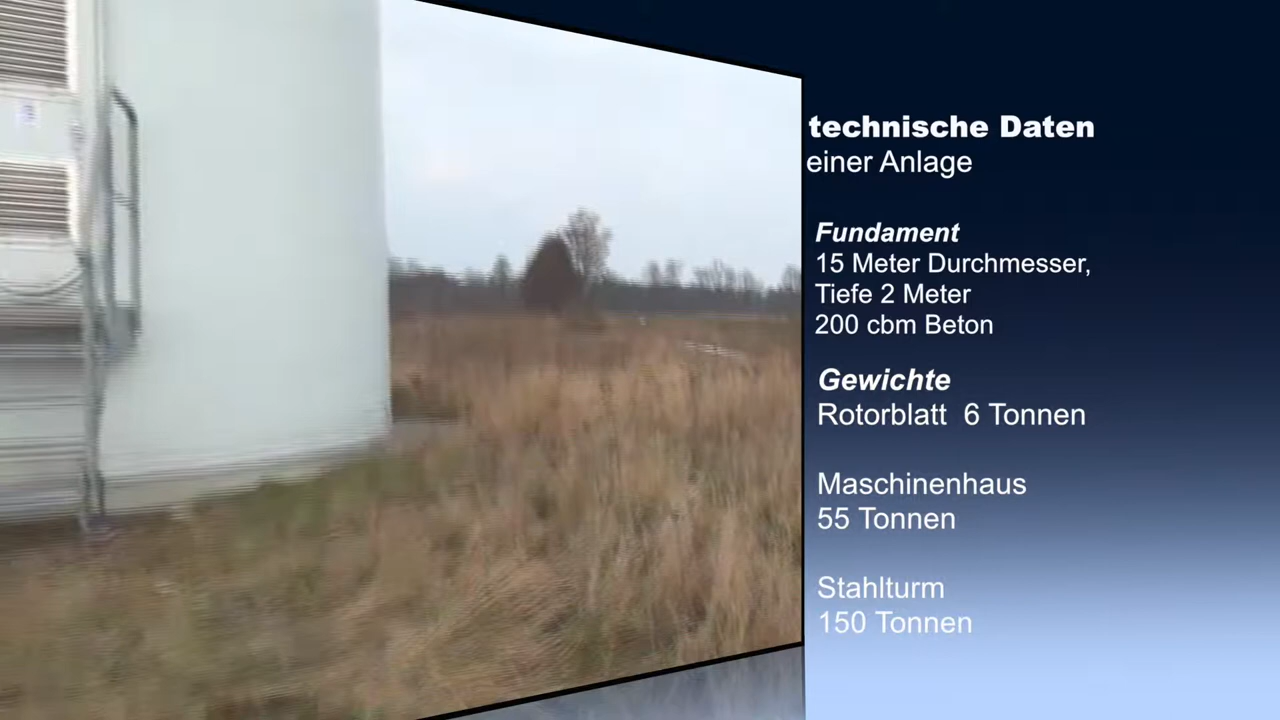 technische Daten
einer Anlage
Fundament
15 Meter Durchmesser,
Tiefe 2 Meter
200 cbm Beton
Gewichte
Rotorblatt 6 Tonnen
Maschinenhaus
55 Tonnen
Stahlturm
150 Tonnen